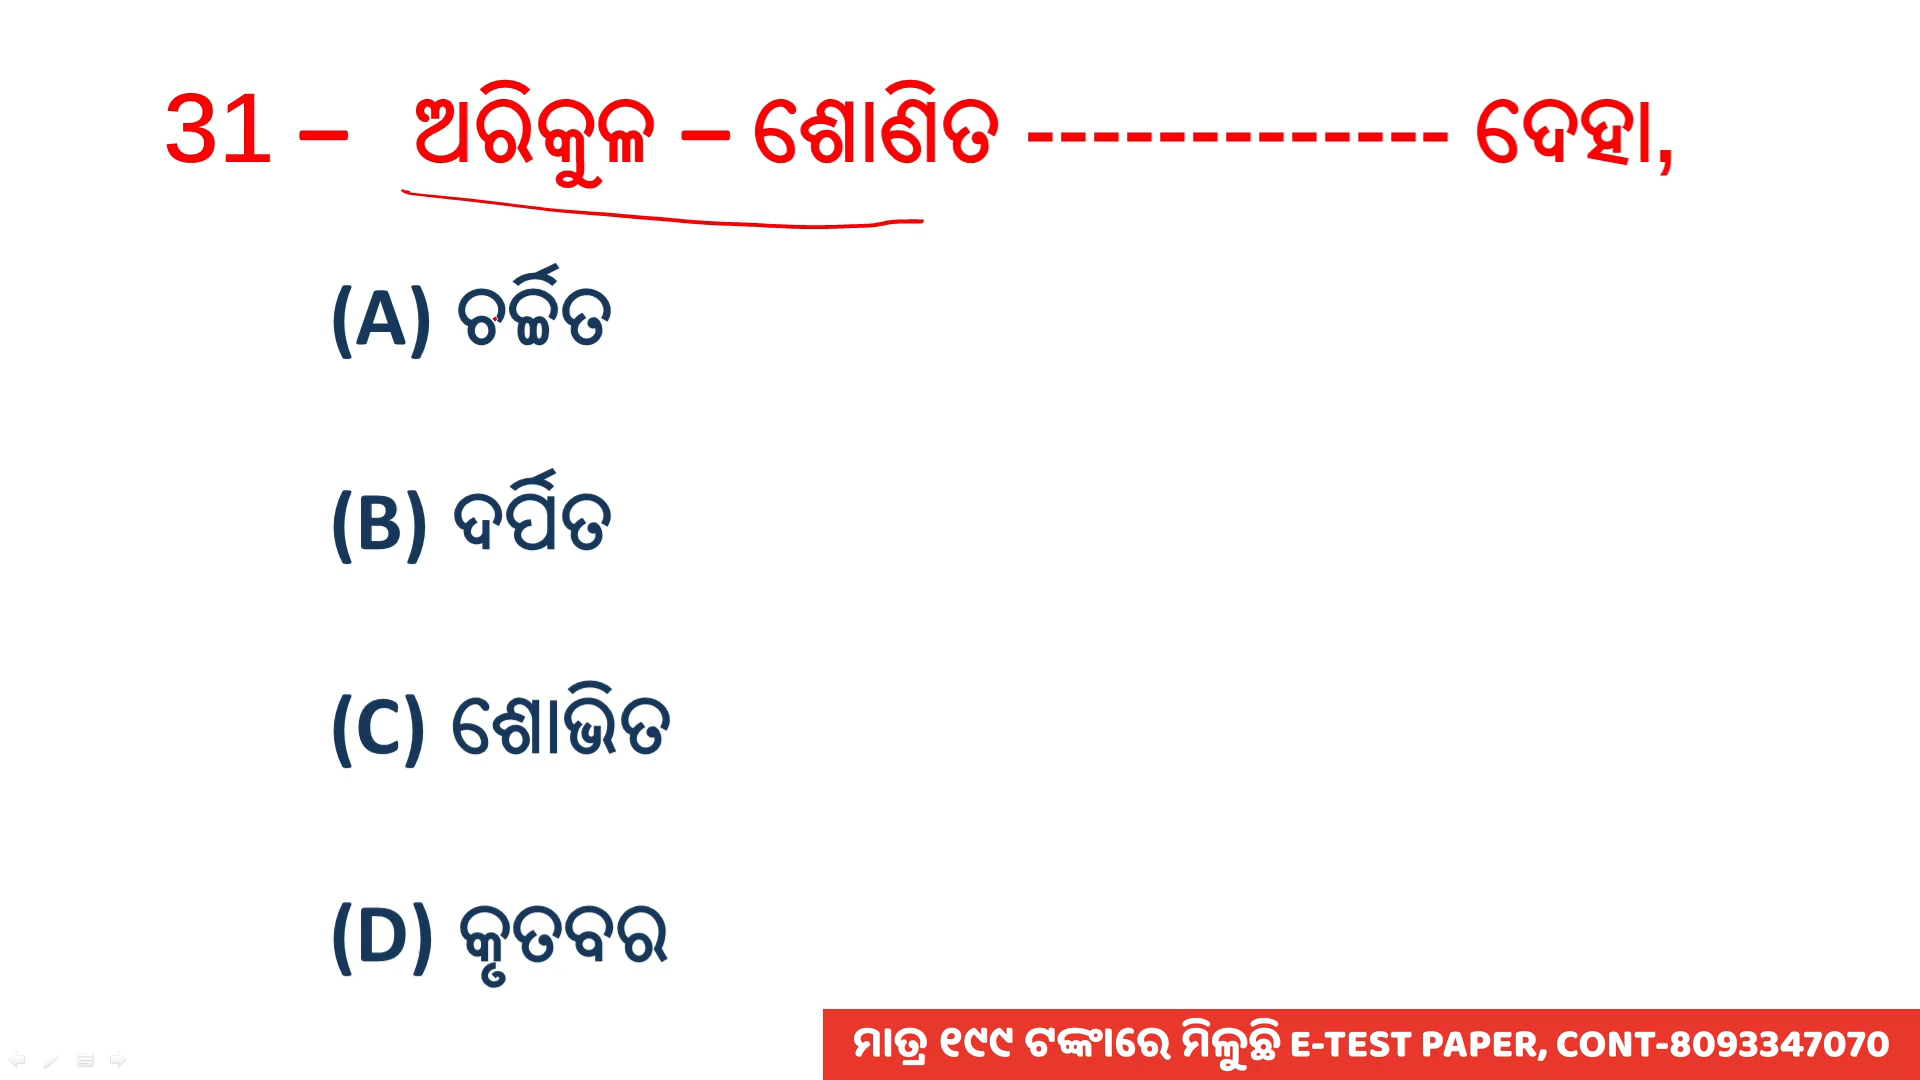 31 – ଅରିକୁଳ – ଶୋଣିତ ------------- ଦେହା,
(A) ଚର୍ଚ୍ଚିତ
(B) ଦର୍ପିତ
(C) ଶୋଭିତ
(D) କୃତବର
ମାତ୍ର ୧୯୯ ଟଙ୍କାରେ ମିଳୁଛି E-TEST PAPER, CONT-8093347070